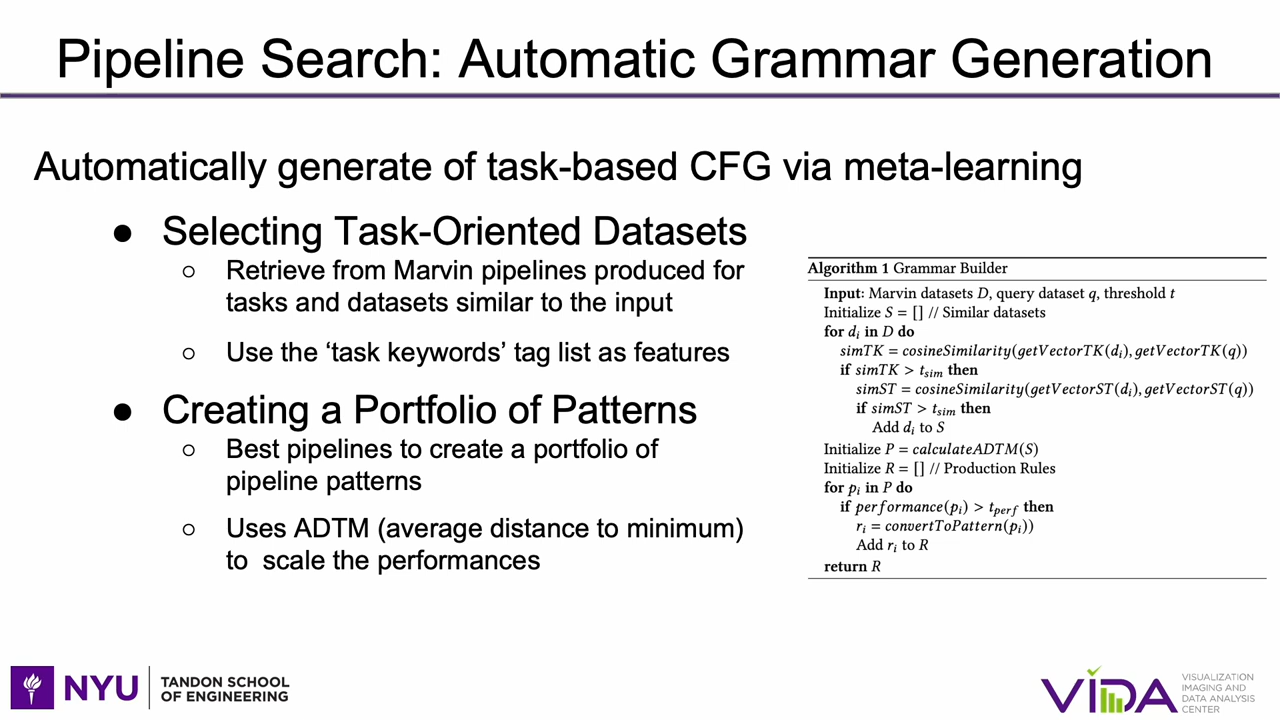 Pipeline Search: Automatic Grammar Generation
Automatically generate of task-based CFG via meta-learning
● Selecting Task-Oriented Datasets
○ Retrieve from Marvin pipelines produced for
tasks and datasets similar to the input
○ Use the ‘task keywords’ tag list as features
● Creating a Portfolio of Patterns
○ Best pipelines to create a portfolio of
pipeline patterns
○ Uses ADTM (average distance to minimum)
to scale the performances
Algorithm 1 Grammar Builder
Input: Marvin datasets D, query dataset q, threshold t
Initialize S = [] // Similar datasets
for d_i in D do
simTK = cosineSimilarity(getVectorTK(d_i), getVectorTK(q))
if simTK > t_sim then
simST = cosineSimilarity(getVectorST(d_i), getVectorST(q))
if simST > t_sim then
Add d_i to S
Initialize P = calculateADTM(S)
Initialize R = [] // Production Rules
for p_i in P do
if performance(p_i) > t_perf then
r_i = convertToPattern(p_i))
Add r_i to R
return R
NYU
TANDON SCHOOL
OF ENGINEERING
VIDA
VISUALIZATION
IMAGING AND
DATA ANALYSIS
CENTER